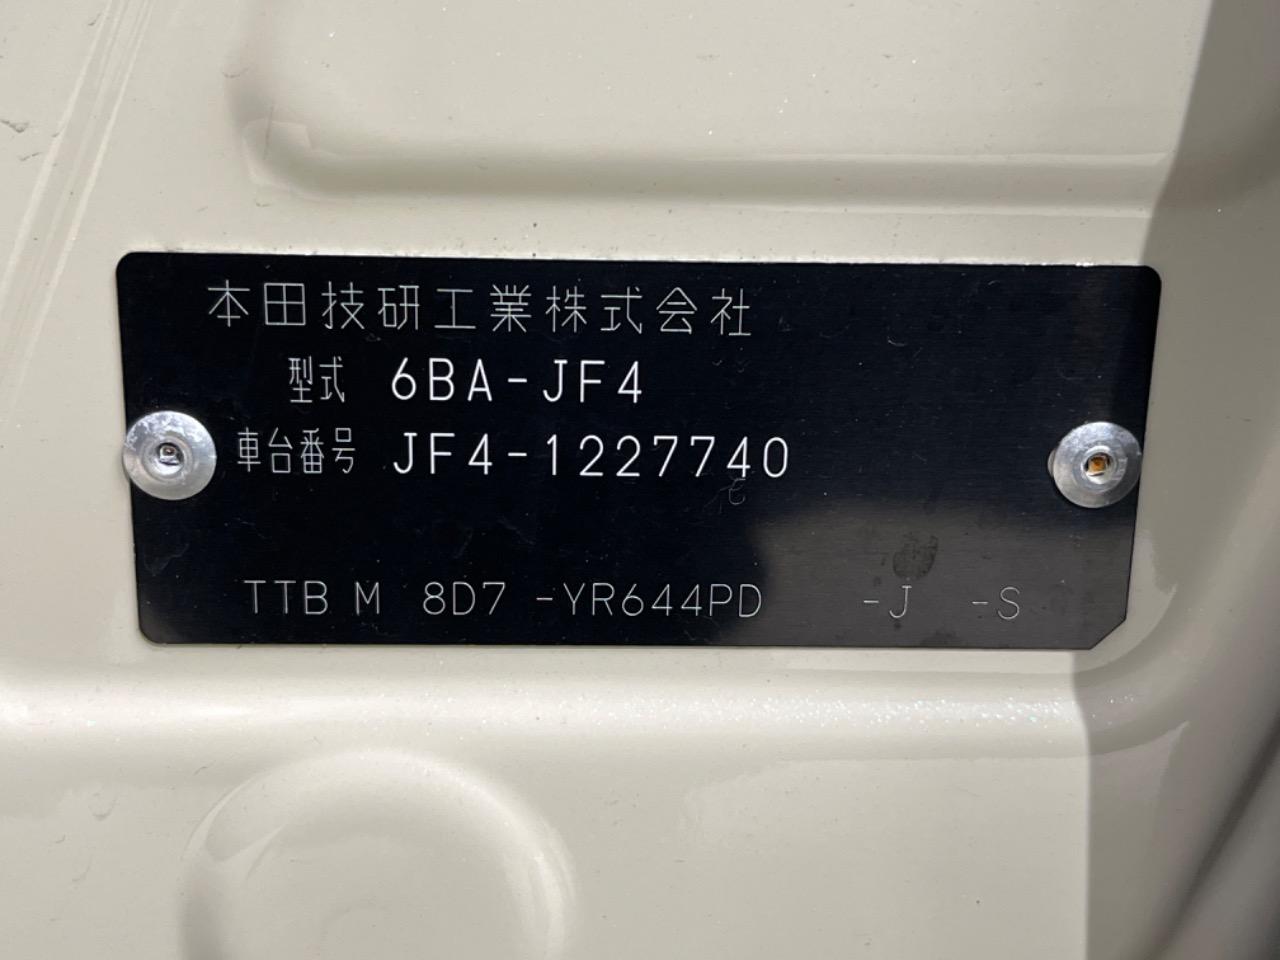 本田技研工業株式会社
型式 6BA-JF4
車台番号 JF4-1227740
TTB M 8D7 -YR644PD -J -S